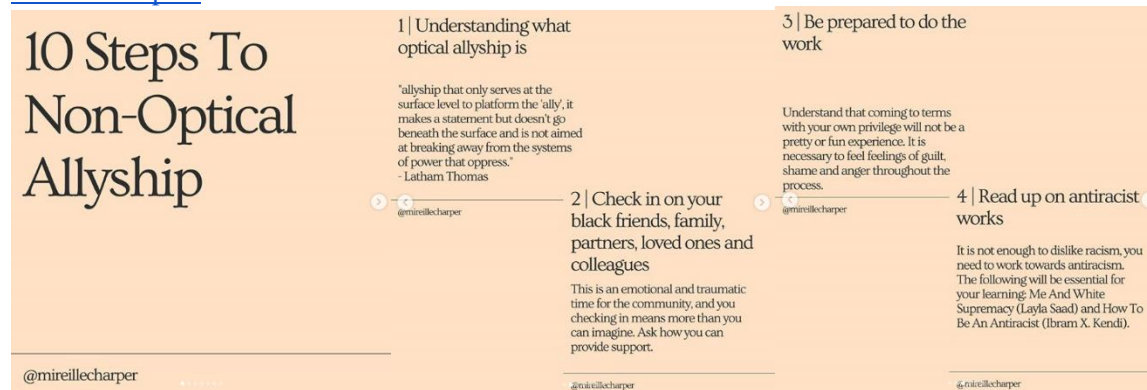 10 Steps To
Non-Optical
Allyship
@mireillecharper
1 | Understanding what
optical allyship is
"allyship that only serves at the
surface level to platform the 'ally', it
makes a statement but doesn't go
beneath the surface and is not aimed
at breaking away from the systems
of power that oppress."
- Latham Thomas
@mireillecharper
2 | Check in on your
black friends, family,
partners, loved ones and
colleagues
This is an emotional and traumatic
time for the community, and you
checking in means more than you
can imagine. Ask how you can
provide support.
@mireillecharper
3 | Be prepared to do the
work
Understand that coming to terms
with your own privilege will not be a
pretty or fun experience. It is
necessary to feel feelings of guilt,
shame and anger throughout the
process.
@mireillecharper
4 | Read up on antiracist
works
It is not enough to dislike racism, you
need to work towards antiracism.
The following will be essential for
your learning: Me And White
Supremacy (Layla Saad) and How To
Be An Antiracist (Ibram X. Kendi).
@mireillecharper